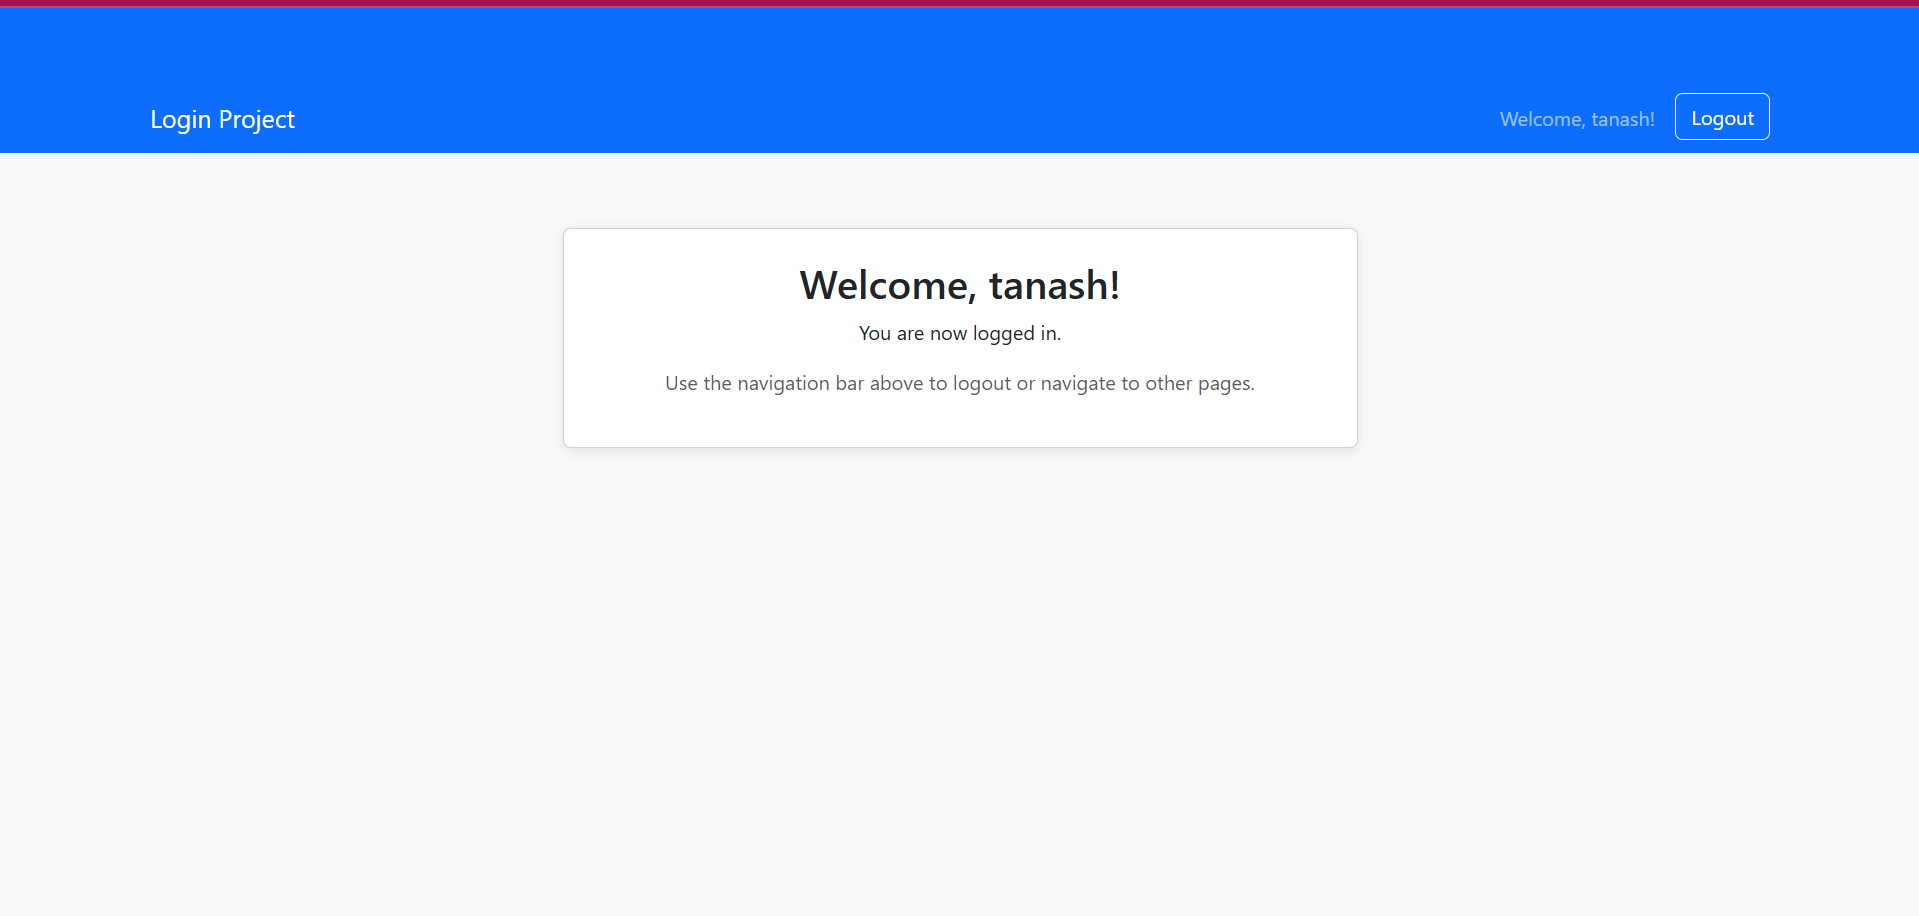 Login Project
Welcome, tanash!
Logout
Welcome, tanash!
You are now logged in.
Use the navigation bar above to logout or navigate to other pages.